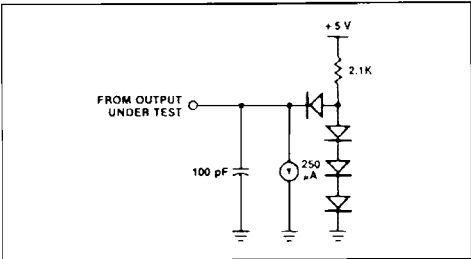 +5 V
2.1K
FROM OUTPUT
UNDER TEST
100 pF
250
μA